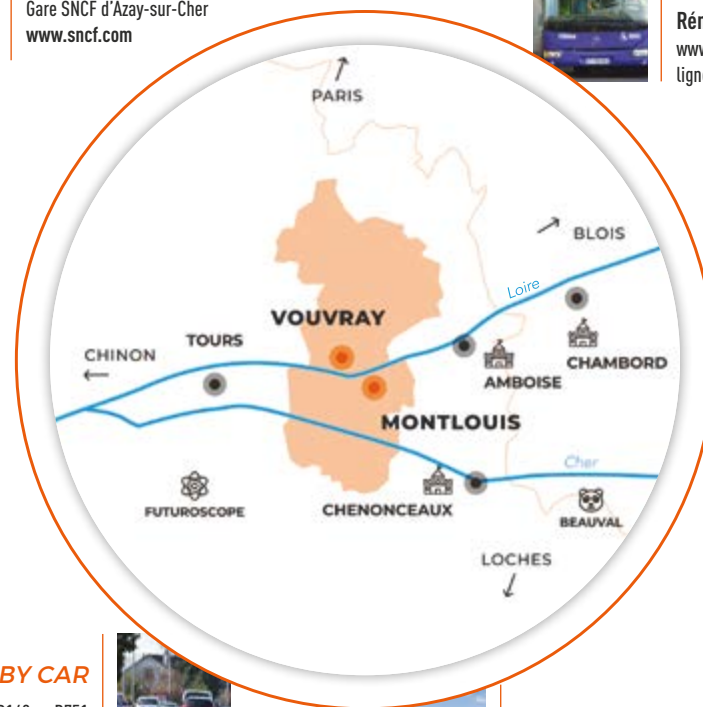 Gare SNCF d'Azay-sur-Cher
www.sncf.com
PARIS
BLOIS
Loire
VOUVRAY
TOURS
CHINON
CHAMBORD
AMBOISE
MONTLOUIS
Cher
FUTUROSCOPE
CHENONCEAUX
BEAUVAL
LOCHES
BY CAR